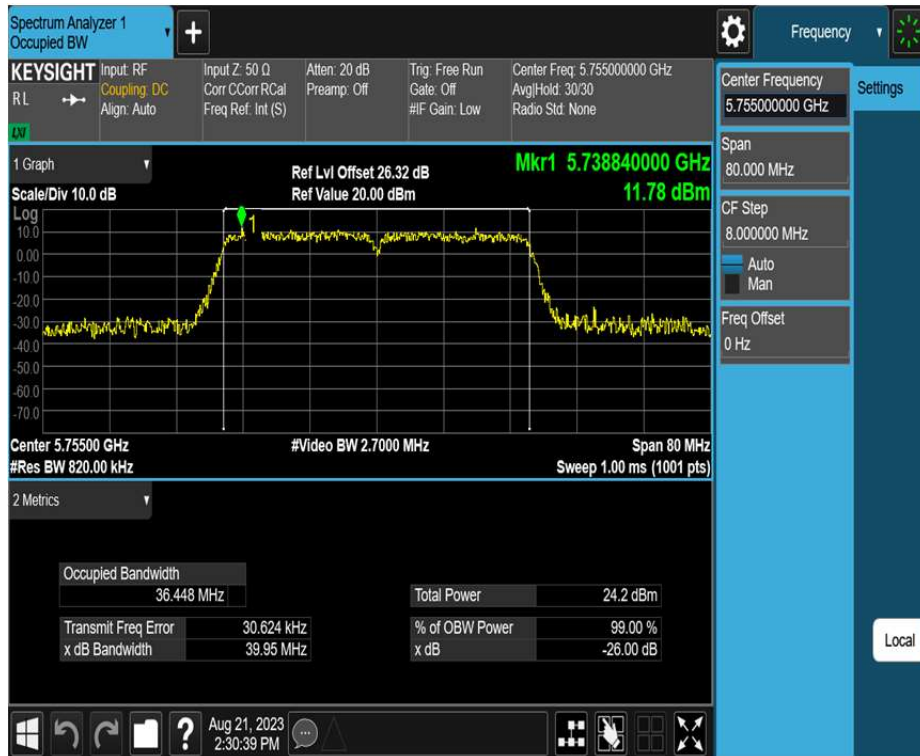 Spectrum Analyzer 1
Occupied BW
+
Frequency
KEYSIGHT
R L
LXI
Input: RF
Coupling: DC
Align: Auto
Input Z: 50 Ω
Corr CCorr RCal
Freq Ref: Int (S)
Atten: 20 dB
Preamp: Off
Trig: Free Run
Gate: Off
#IF Gain: Low
Center Freq: 5.755000000 GHz
Avg|Hold: 30/30
Radio Std: None
Center Frequency
5.755000000 GHz
Settings
Span
80.000 MHz
CF Step
8.000000 MHz
Auto
Man
Freq Offset
0 Hz
Local
1 Graph
Scale/Div 10.0 dB
Ref Lvl Offset 26.32 dB
Ref Value 20.00 dBm
Mkr1 5.738840000 GHz
11.78 dBm
Log
10.0
0.00
-10.0
-20.0
-30.0
-40.0
-50.0
-60.0
-70.0
1
Center 5.75500 GHz
#Video BW 2.7000 MHz
Span 80 MHz
#Res BW 820.00 kHz
Sweep 1.00 ms (1001 pts)
2 Metrics
Occupied Bandwidth
36.448 MHz
Total Power 24.2 dBm
Transmit Freq Error 30.624 kHz
% of OBW Power 99.00 %
x dB Bandwidth 39.95 MHz
x dB -26.00 dB
?
Aug 21, 2023
2:30:39 PM